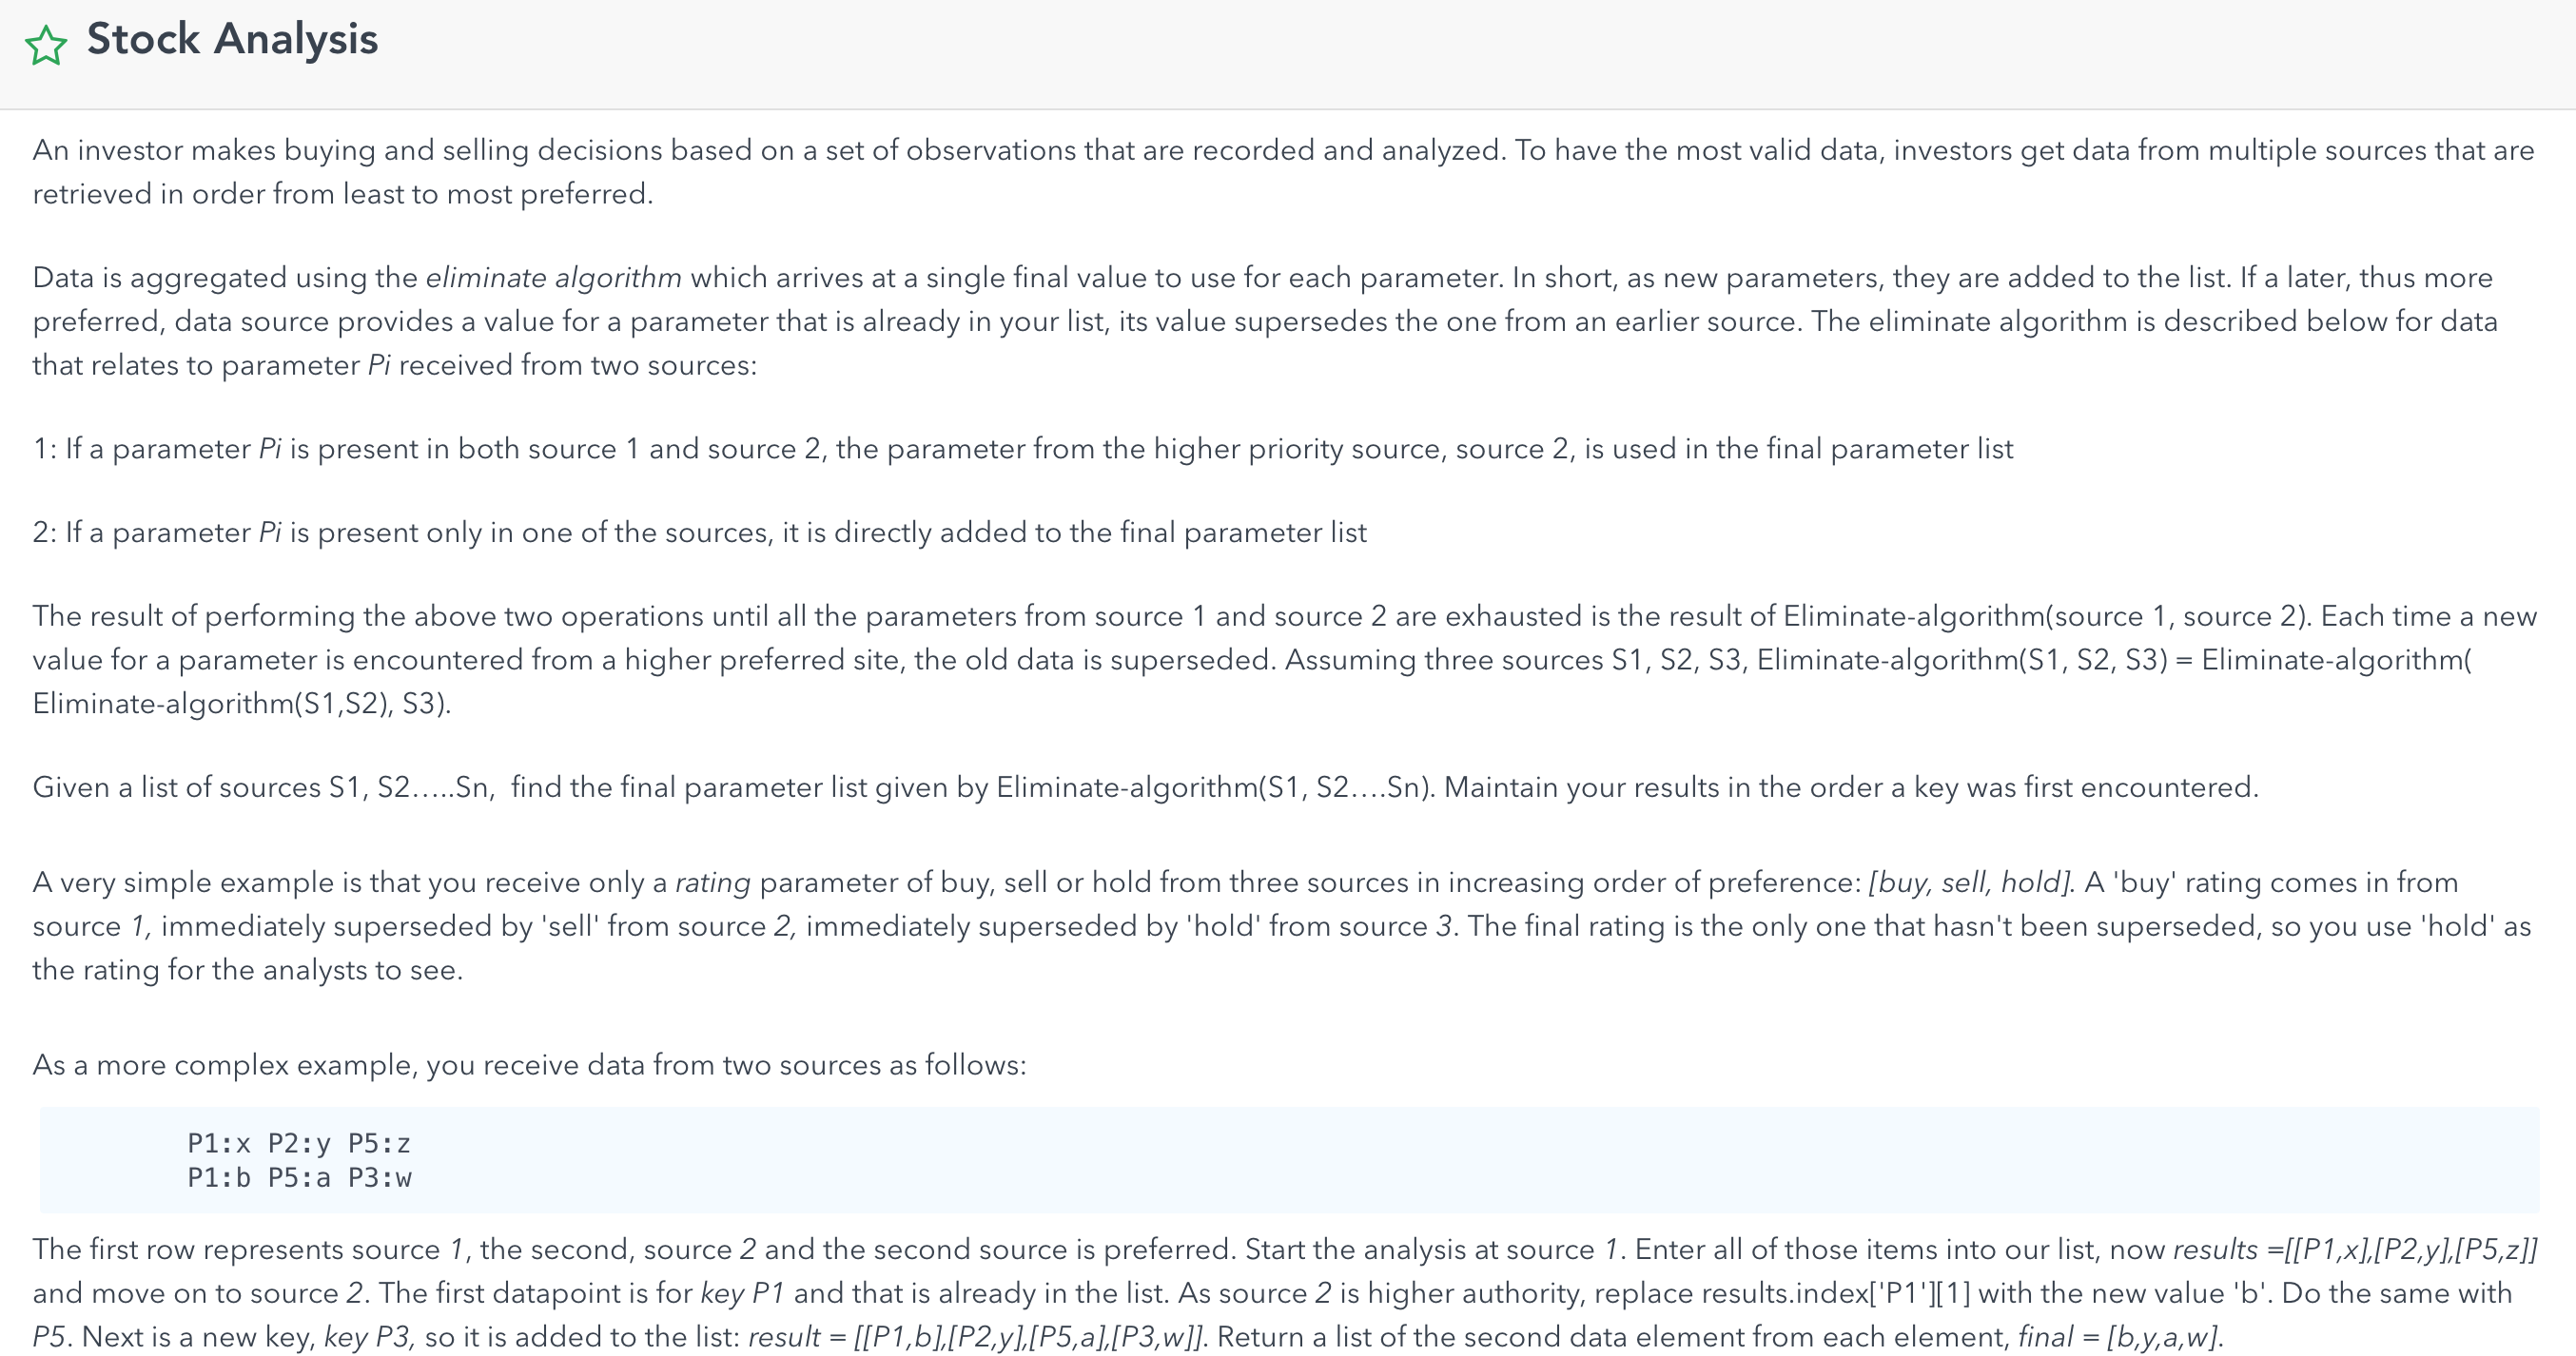 Stock Analysis
An investor makes buying and selling decisions based on a set of observations that are recorded and analyzed. To have the most valid data, investors get data from multiple sources that are
retrieved in order from least to most preferred.
Data is aggregated using the eliminate algorithm which arrives at a single final value to use for each parameter. In short, as new parameters, they are added to the list. If a later, thus more
preferred, data source provides a value for a parameter that is already in your list, its value supersedes the one from an earlier source. The eliminate algorithm is described below for data
that relates to parameter Pi received from two sources:
1: If a parameter Pi is present in both source 1 and source 2, the parameter from the higher priority source, source 2, is used in the final parameter list
2: If a parameter Pi is present only in one of the sources, it is directly added to the final parameter list
The result of performing the above two operations until all the parameters from source 1 and source 2 are exhausted is the result of Eliminate-algorithm(source 1, source 2). Each time a new
value for a parameter is encountered from a higher preferred site, the old data is superseded. Assuming three sources S1, S2, S3, Eliminate-algorithm(S1, S2, S3) = Eliminate-algorithm(
Eliminate-algorithm(S1,S2), S3).
Given a list of sources S1, S2…..Sn,  find the final parameter list given by Eliminate-algorithm(S1, S2….Sn). Maintain your results in the order a key was first encountered.
A very simple example is that you receive only a rating parameter of buy, sell or hold from three sources in increasing order of preference: [buy, sell, hold]. A 'buy' rating comes in from
source 1, immediately superseded by 'sell' from source 2, immediately superseded by 'hold' from source 3. The final rating is the only one that hasn't been superseded, so you use 'hold' as
the rating for the analysts to see.
As a more complex example, you receive data from two sources as follows:
P1:x P2:y P5:z
P1:b P5:a P3:w
The first row represents source 1, the second, source 2 and the second source is preferred. Start the analysis at source 1. Enter all of those items into our list, now results =[[P1,x],[P2,y],[P5,z]]
and move on to source 2. The first datapoint is for key P1 and that is already in the list. As source 2 is higher authority, replace results.index['P1'][1] with the new value 'b'. Do the same with
P5. Next is a new key, key P3, so it is added to the list: result = [[P1,b],[P2,y],[P5,a],[P3,w]]. Return a list of the second data element from each element, final = [b,y,a,w].